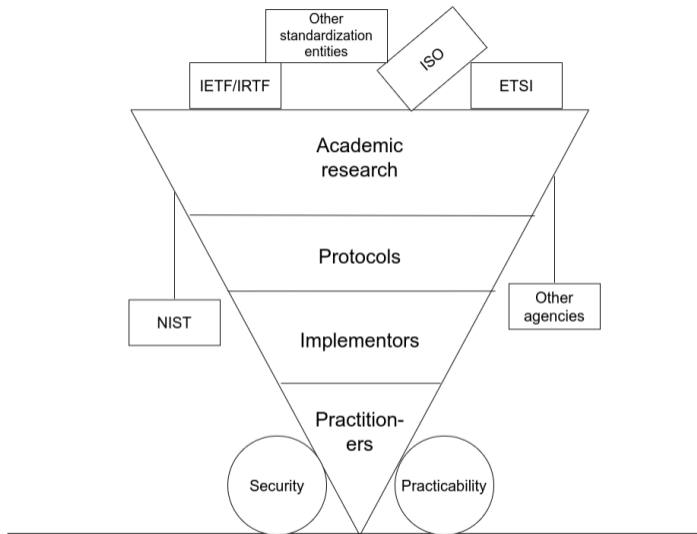 Other
standardization
entities
ISO
IETF/IRTF
ETSI
Academic
research
Protocols
NIST
Other
agencies
Implementors
Practition-
ers
Security
Practicability